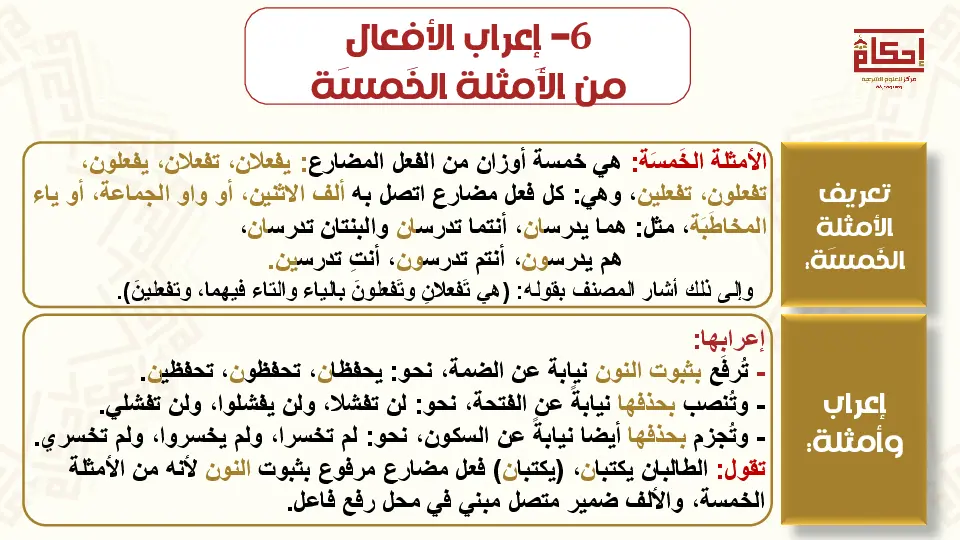 6- إعراب الأفعال
من الأَمثلة الخَمسَة
إحكام
مركز للعلوم الشرعية
تعريف
الأمثلة
الخَمسَة:
الأمثلة الخَمسَة: هي خمسة أوزان من الفعل المضارع: يفعلان، تفعلان، يفعلون،
تفعلون، تفعلين، وهي: كل فعل مضارع اتصل به ألف الاثنين، أو واو الجماعة، أو ياء
المخاطَبَة، مثل: هما يدرسان، أنتما تدرسان والبنتان تدرسان،
هم يدرسون، أنتم تدرسون، أنتِ تدرسين.
وإلى ذلك أشار المصنف بقوله: (هي تَفعلانِ وتَفعلونَ بالياء والتاء فيهما، وتفعلينَ).
إعراب
وأمثلة:
إعرابها:
- تُرفَع بثبوت النون نيابة عن الضمة، نحو: يحفظان، تحفظون، تحفظين.
- وتُنصب بحذفها نيابةً عن الفتحة، نحو: لن تفشلا، ولن يفشلوا، ولن تفشلي.
- وتُجزم بحذفها أيضا نيابةً عن السكون، نحو: لم تخسرا، ولم يخسروا، ولم تخسري.
تقول: الطالبان يكتبان، (يكتبان) فعل مضارع مرفوع بثبوت النون لأنه من الأمثلة
الخمسة، والألف ضمير متصل مبني في محل رفع فاعل.